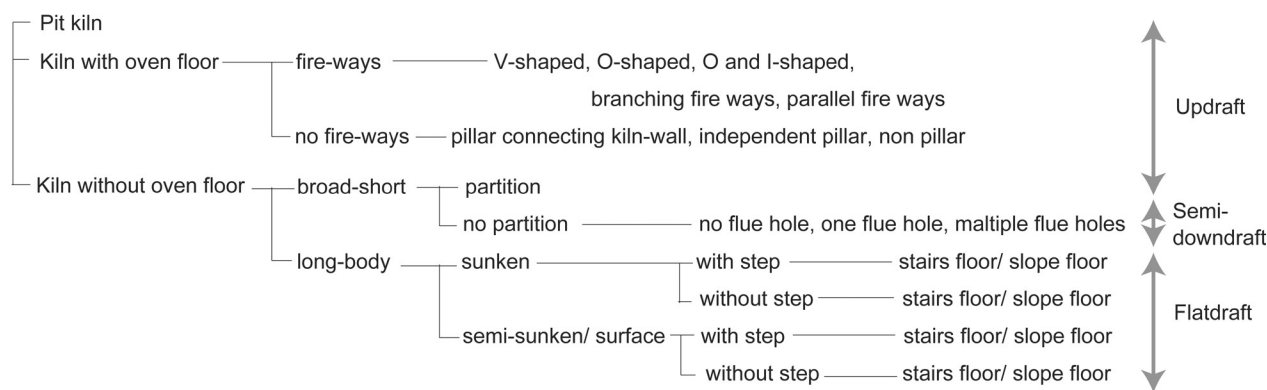 Pit kiln
Kiln with oven floor fire-ways V-shaped, O-shaped, O and I-shaped,
branching fire ways, parallel fire ways
Updraft
no fire-ways pillar connecting kiln-wall, independent pillar, non pillar
Kiln without oven floor broad-short partition
no partition no flue hole, one flue hole, maltiple flue holes
Semi-
downdraft
long-body sunken with step stairs floor/ slope floor
without step stairs floor/ slope floor
Flatdraft
semi-sunken/ surface with step stairs floor/ slope floor
without step stairs floor/ slope floor